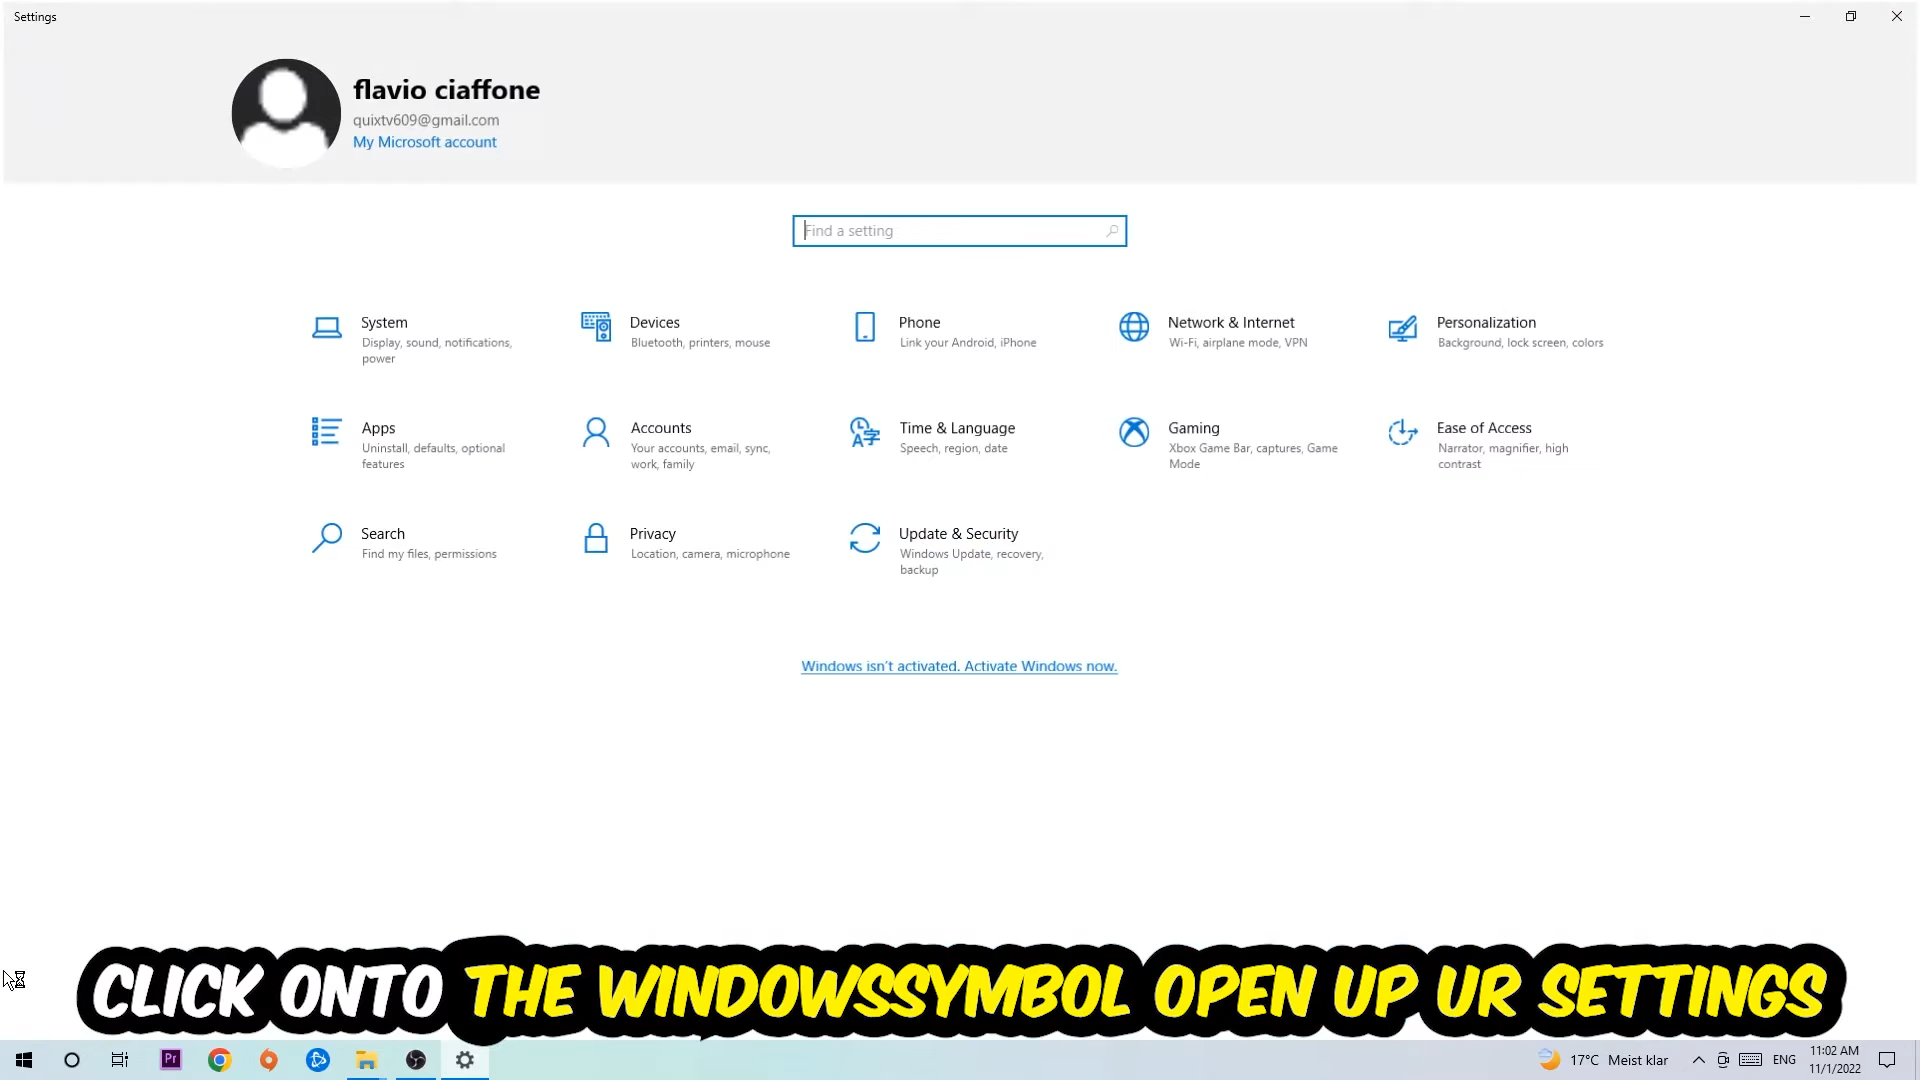 Settings
flavio ciaffone
quixtv609@gmail.com
My Microsoft account
Find a setting
System
Display, sound, notifications,
power
Devices
Bluetooth, printers, mouse
Phone
Link your Android, iPhone
Network & Internet
Wi-Fi, airplane mode, VPN
Personalization
Background, lock screen, colors
Apps
Uninstall, defaults, optional
features
Accounts
Your accounts, email, sync,
work, family
Time & Language
Speech, region, date
Gaming
Xbox Game Bar, captures, Game
Mode
Ease of Access
Narrator, magnifier, high
contrast
Search
Find my files, permissions
Privacy
Location, camera, microphone
Update & Security
Windows Update, recovery,
backup
Windows isn't activated. Activate Windows now.
CLICK ONTO THE WINDOWSSYMBOL OPEN UP UR SETTINGS
Pr
17°C Meist klar
ENG
11:02 AM
11/1/2022